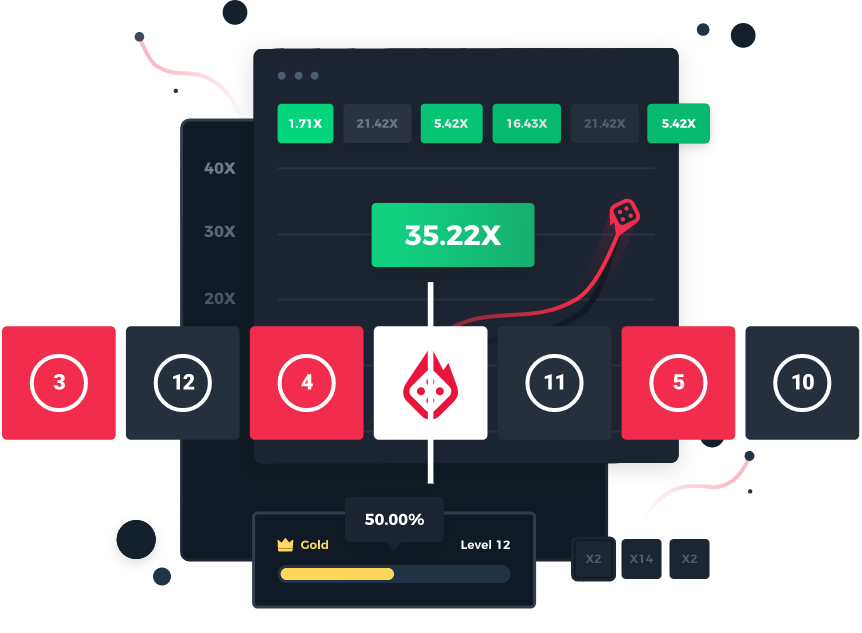 1.71X 21.42X 5.42X 16.43X 21.42X 5.42X
40X
35.22X
30X
20X
3 12 4 11 5 10
50.00%
Gold Level 12
X2 X14 X2